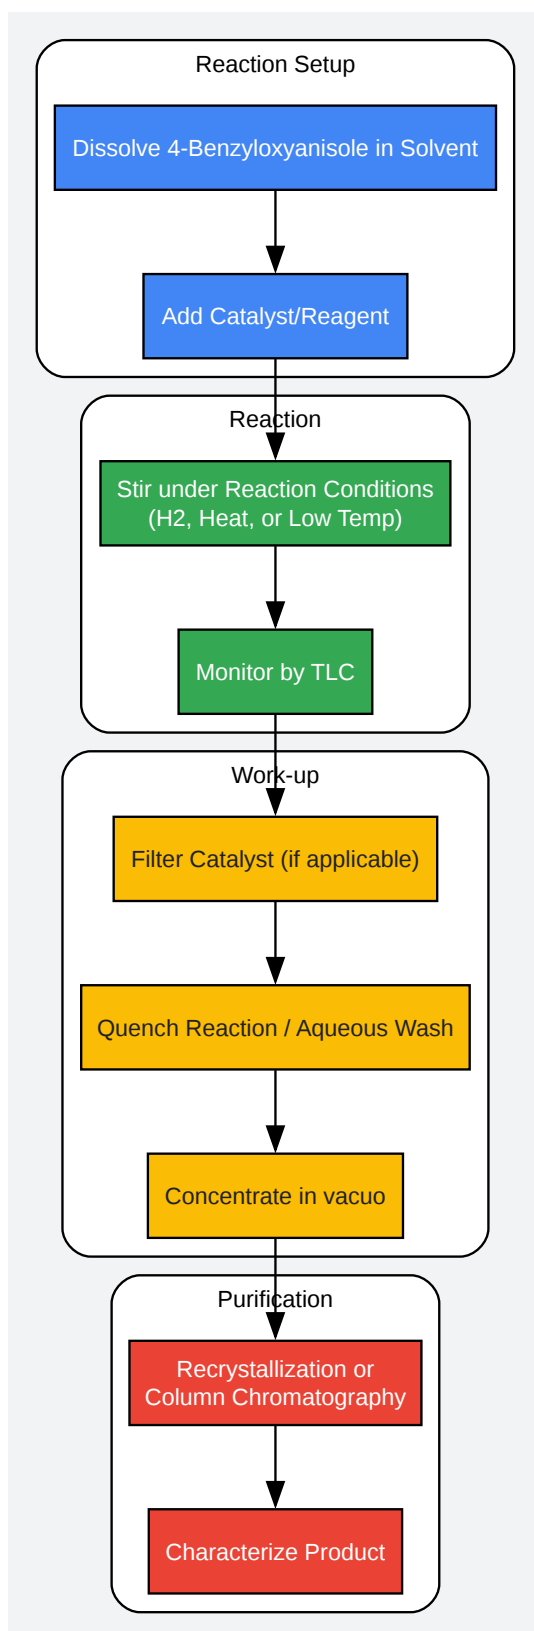 Reaction Setup
Dissolve 4-Benzyloxyanisole in Solvent
Add Catalyst/Reagent
Reaction
Stir under Reaction Conditions
(H2, Heat, or Low Temp)
Monitor by TLC
Work-up
Filter Catalyst (if applicable)
Quench Reaction / Aqueous Wash
Concentrate in vacuo
Purification
Recrystallization or
Column Chromatography
Characterize Product